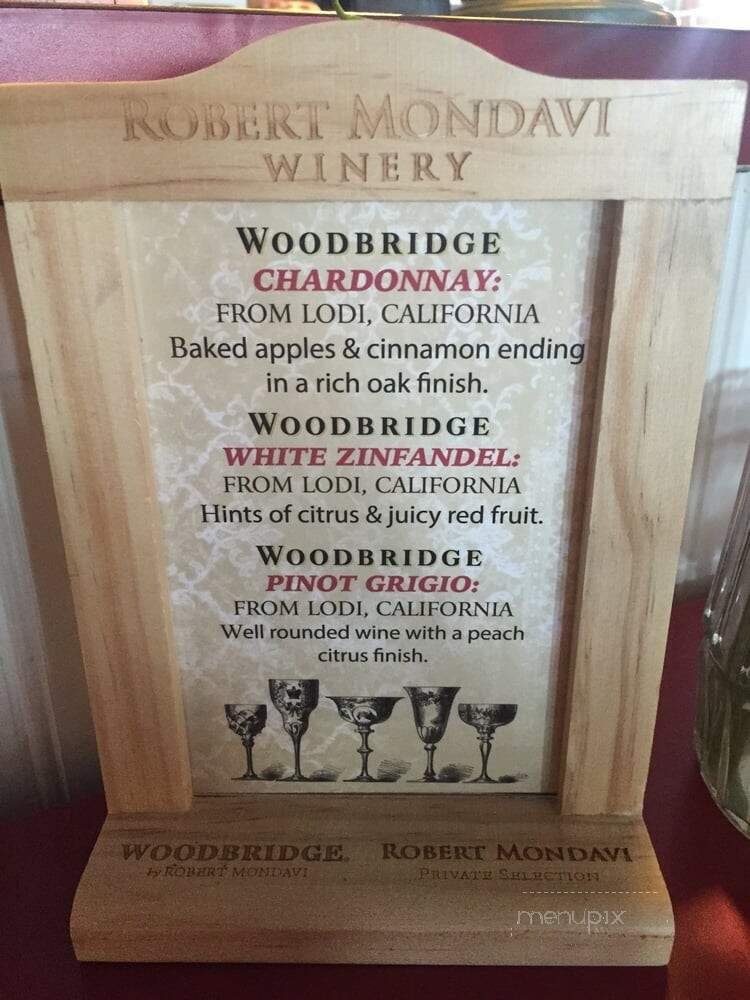 ROBERT MONDAVI
WINERY
WOODBRIDGE
CHARDONNAY:
FROM LODI, CALIFORNIA
Baked apples & cinnamon ending
in a rich oak finish.
WOODBRIDGE
WHITE ZINFANDEL:
FROM LODI, CALIFORNIA
Hints of citrus & juicy red fruit.
WOODBRIDGE
PINOT GRIGIO:
FROM LODI, CALIFORNIA
Well rounded wine with a peach
citrus finish.
WOODBRIDGE
by ROBERT MONDAVI
ROBERT MONDAVI
PRIVATE SELECTION
menupix